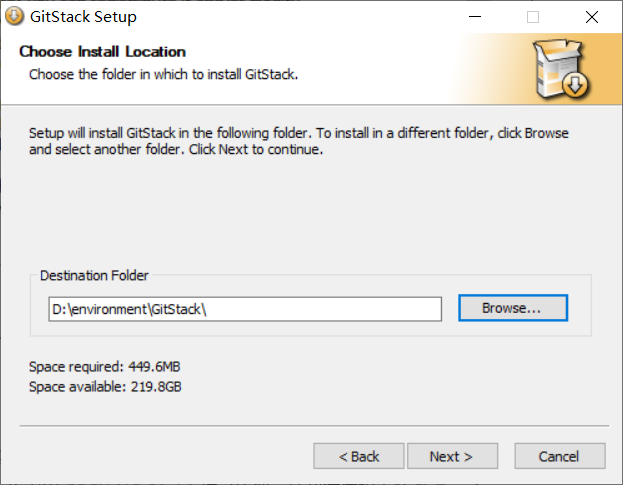 GitStack Setup
Choose Install Location
Choose the folder in which to install GitStack.
Setup will install GitStack in the following folder. To install in a different folder, click Browse
and select another folder. Click Next to continue.
Destination Folder
D:\environment\GitStack\
Browse...
Space required: 449.6MB
Space available: 219.8GB
< Back
Next >
Cancel